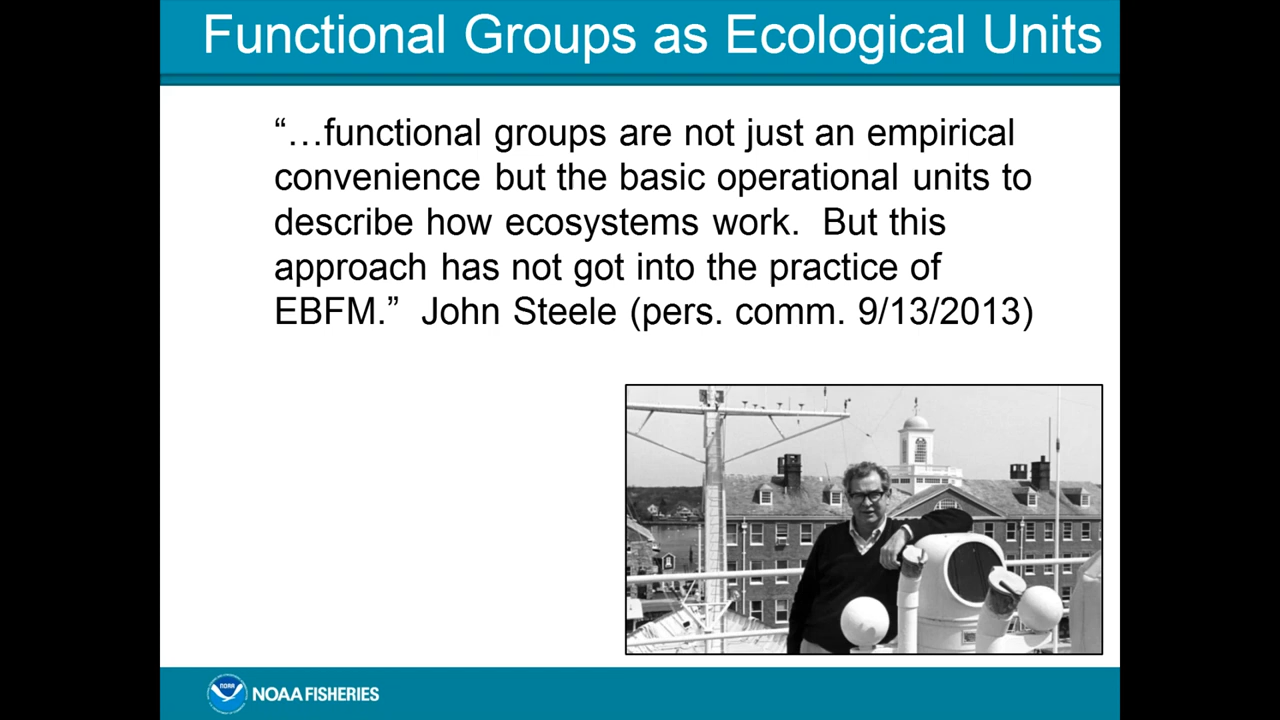 Functional Groups as Ecological Units
“…functional groups are not just an empirical
convenience but the basic operational units to
describe how ecosystems work.  But this
approach has not got into the practice of
EBFM.”  John Steele (pers. comm. 9/13/2013)
NOAA
NOAA FISHERIES